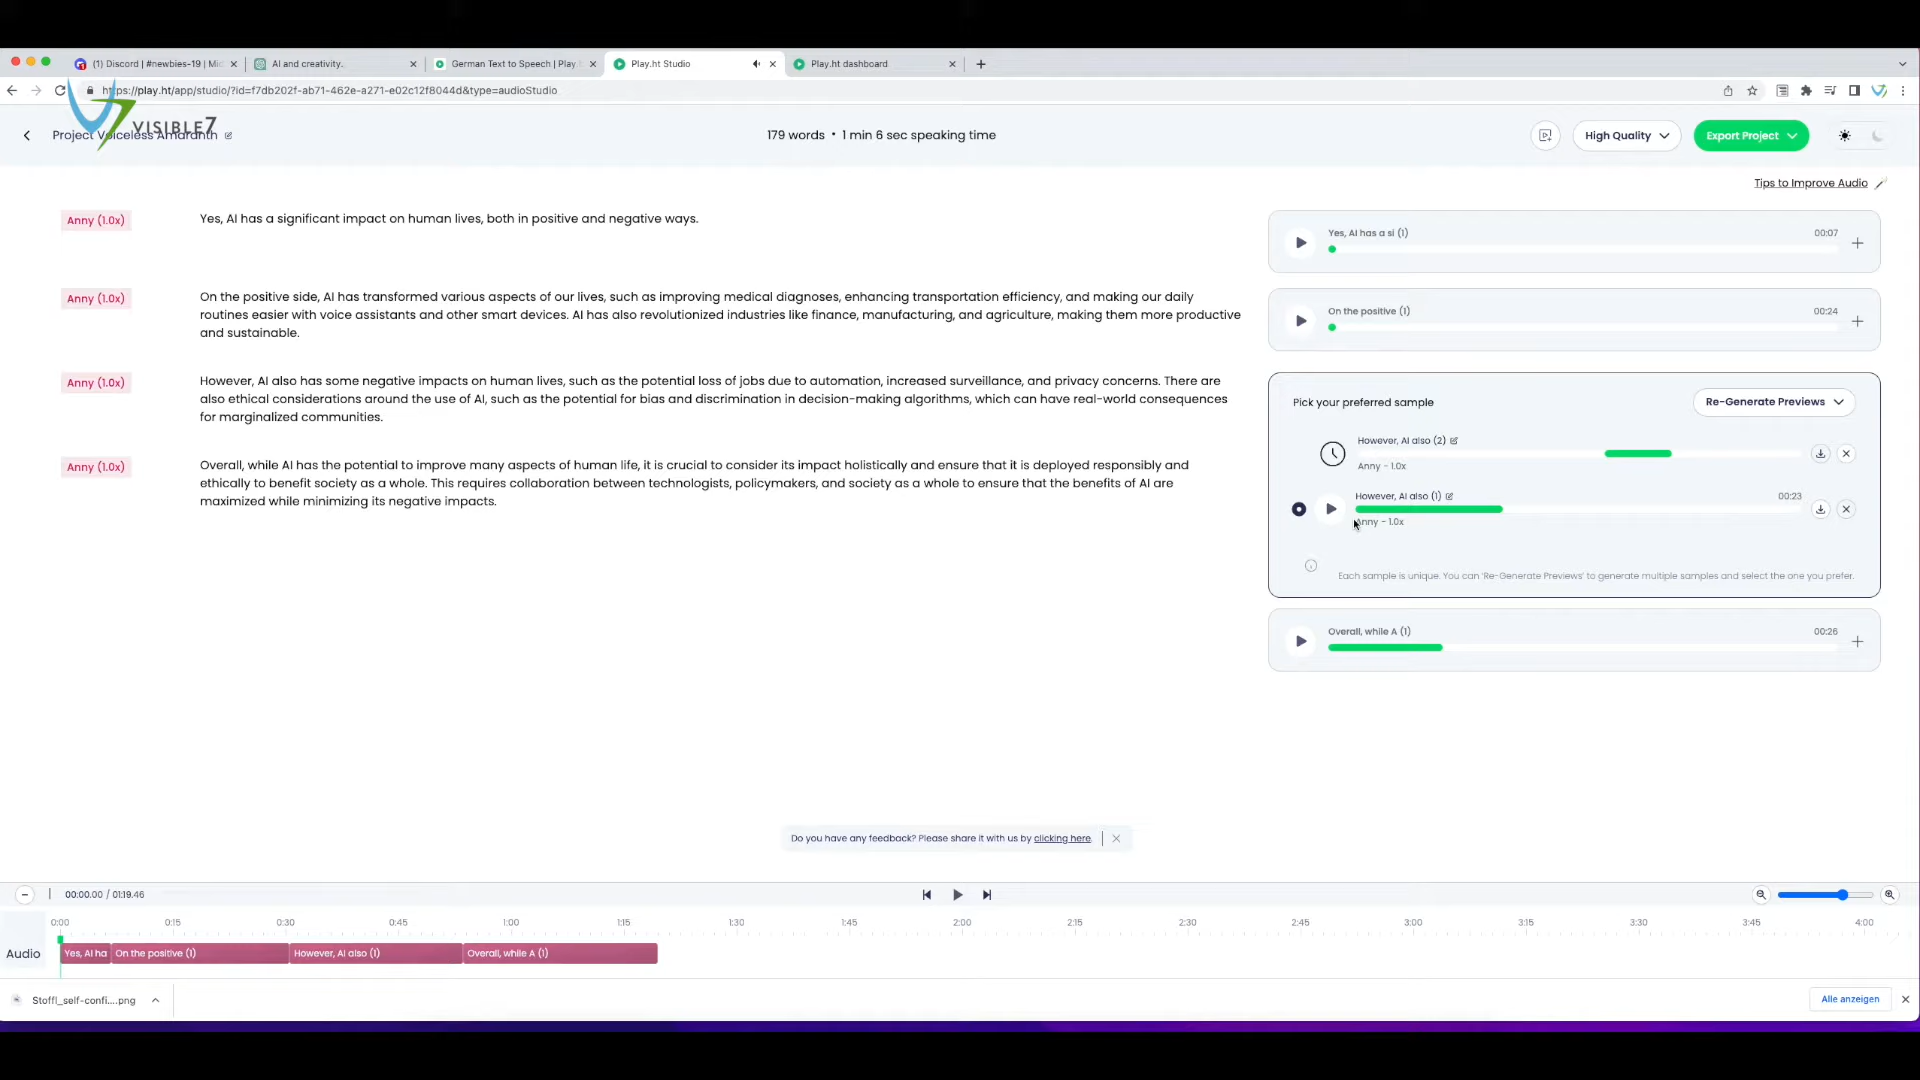 (1) Discord | #newbies-19 | Mid
AI and creativity.
German Text to Speech | Play
Play.ht Studio
Play.ht dashboard
https://play.ht/app/studio/?id=f7db202f-ab71-462e-a271-e02c12f8044d&type=audioStudio
VISIBLE7
Project Voiceless Amaranth
179 words • 1 min 6 sec speaking time
High Quality
Export Project
Tips to Improve Audio
Anny (1.0x)
Yes, AI has a significant impact on human lives, both in positive and negative ways.
Yes, AI has a si (1)
00:07
Anny (1.0x)
On the positive side, AI has transformed various aspects of our lives, such as improving medical diagnoses, enhancing transportation efficiency, and making our daily
routines easier with voice assistants and other smart devices. AI has also revolutionized industries like finance, manufacturing, and agriculture, making them more productive
and sustainable.
On the positive (1)
00:24
Anny (1.0x)
However, AI also has some negative impacts on human lives, such as the potential loss of jobs due to automation, increased surveillance, and privacy concerns. There are
also ethical considerations around the use of AI, such as the potential for bias and discrimination in decision-making algorithms, which can have real-world consequences
for marginalized communities.
Pick your preferred sample
Re-Generate Previews
However, AI also (2)
Anny - 1.0x
However, AI also (1)
00:23
Anny - 1.0x
Each sample is unique. You can 'Re-Generate Previews' to generate multiple samples and select the one you prefer.
Anny (1.0x)
Overall, while AI has the potential to improve many aspects of human life, it is crucial to consider its impact holistically and ensure that it is deployed responsibly and
ethically to benefit society as a whole. This requires collaboration between technologists, policymakers, and society as a whole to ensure that the benefits of AI are
maximized while minimizing its negative impacts.
Overall, while A (1)
00:26
Do you have any feedback? Please share it with us by clicking here.
00:00.00 / 01:19.46
0:00 0:15 0:30 0:45 1:00 1:15 1:30 1:45 2:00 2:15 2:30 2:45 3:00 3:15 3:30 3:45 4:00
Audio
Yes, AI ha
On the positive (1)
However, AI also (1)
Overall, while A (1)
Stoffl_self-confi....png
Alle anzeigen